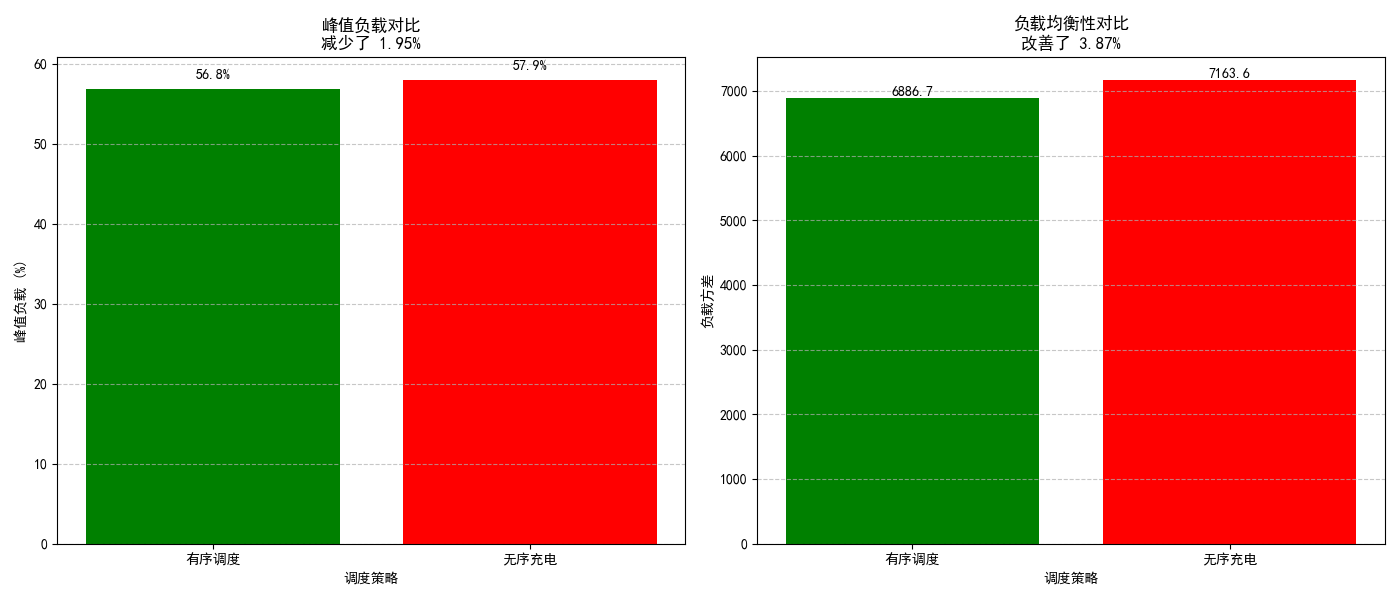 峰值负载对比
减少了 1.95%
60
50
40
30
20
10
0
峰值负载 (%)
56.8%
57.9%
有序调度
无序充电
调度策略
负载均衡性对比
改善了 3.87%
7000
6000
5000
4000
3000
2000
1000
0
负载方差
6886.7
7163.6
有序调度
无序充电
调度策略